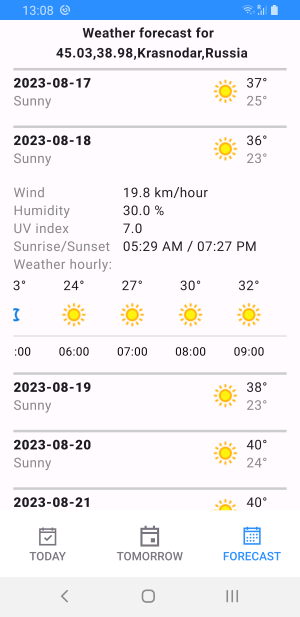 13:08
Weather forecast for
45.03,38.98,Krasnodar,Russia
2023-08-17 37°
Sunny 25°
2023-08-18 36°
Sunny 23°
Wind 19.8 km/hour
Humidity 30.0 %
UV index 7.0
Sunrise/Sunset 05:29 AM / 07:27 PM
Weather hourly:
3° 24° 27° 30° 32°
:00 06:00 07:00 08:00 09:00
2023-08-19 38°
Sunny 23°
2023-08-20 40°
Sunny 24°
2023-08-21 40°
TODAY TOMORROW FORECAST